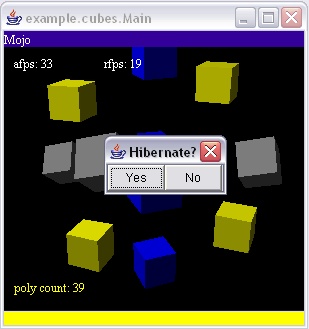 example.cubes.Main
Mojo
afps: 33 rfps: 19
Hibernate?
Yes No
poly count: 39